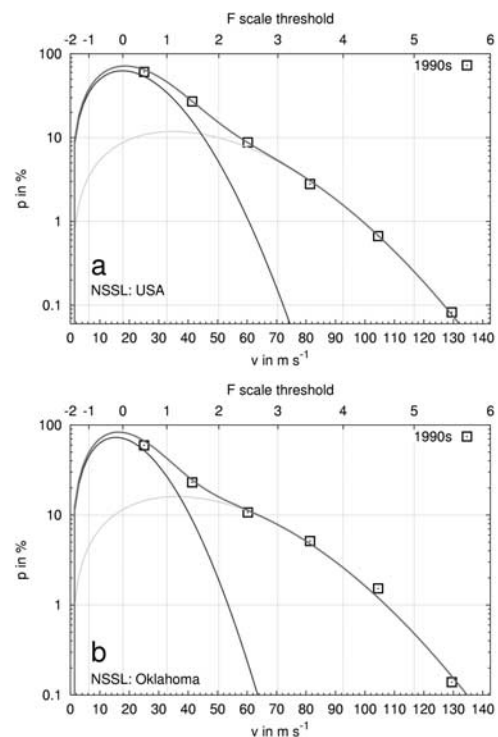 F scale threshold
-2 -1 0 1 2 3 4 5 6
100
1990s
10
p in %
1
a
NSSL: USA
0.1
0 10 20 30 40 50 60 70 80 90 100 110 120 130 140
v in m s-1
F scale threshold
-2 -1 0 1 2 3 4 5 6
100
1990s
10
p in %
1
b
NSSL: Oklahoma
0.1
0 10 20 30 40 50 60 70 80 90 100 110 120 130 140
v in m s-1